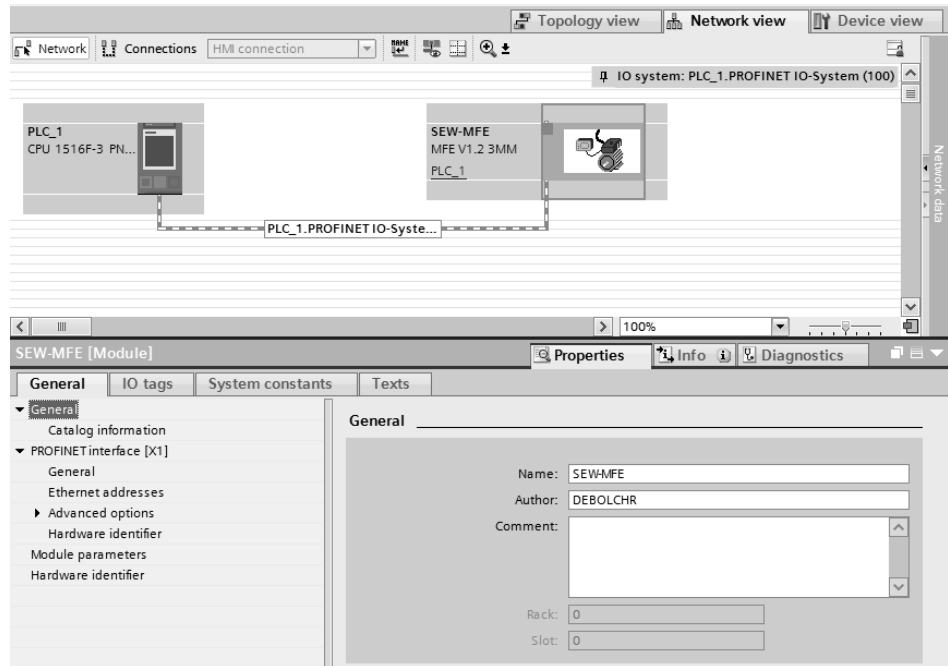 Topology view Network view Device view
Network Connections HMI connection NAME
IO system: PLC_1.PROFINET IO-System (100)
PLC_1
CPU 1516F-3 PN...
SEW-MFE
MFE V1.2 3MM
PLC_1
PLC_1.PROFINET IO-Syste...
Network data
100%
SEW-MFE [Module] Properties Info Diagnostics
General IO tags System constants Texts
General
Catalog information
PROFINET interface [X1]
General
Ethernet addresses
Advanced options
Hardware identifier
Module parameters
Hardware identifier
General
Name: SEW-MFE
Author: DEBOLCHR
Comment:
Rack: 0
Slot: 0